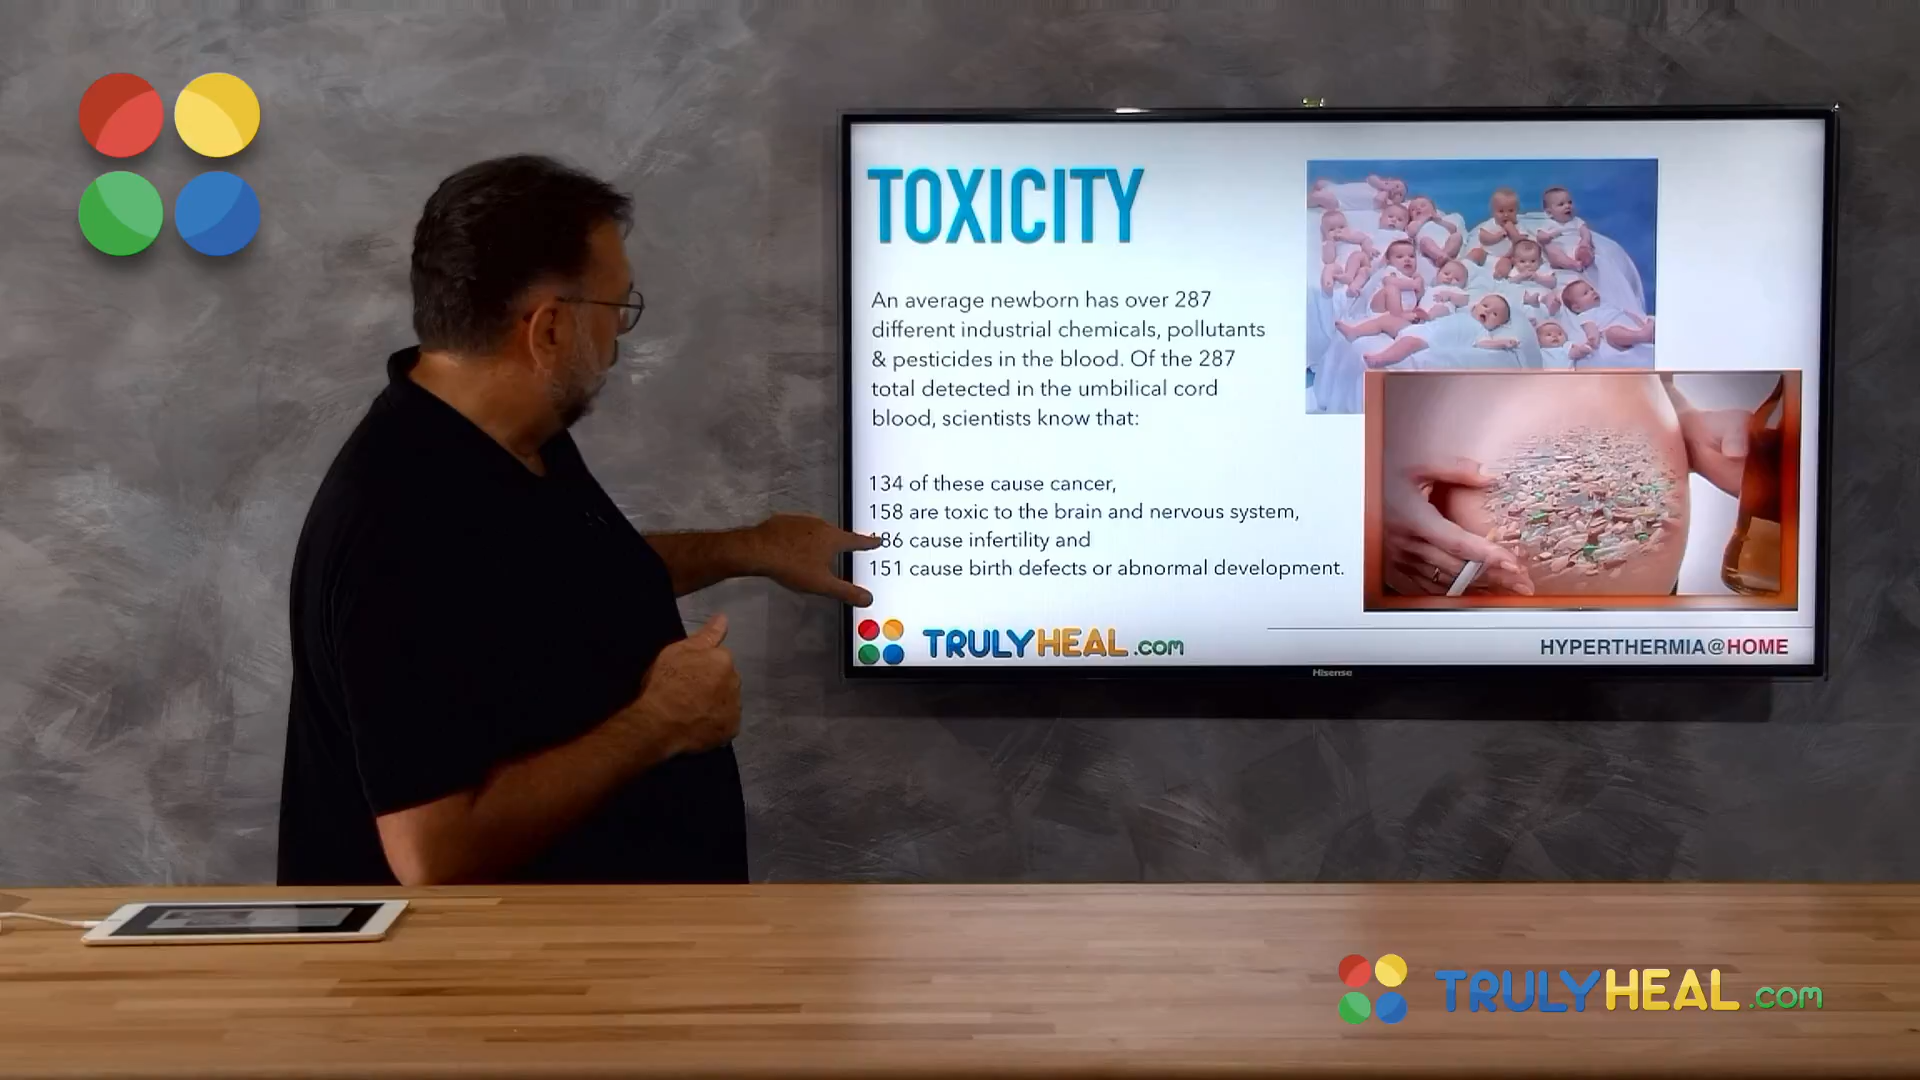 TOXICITY
An average newborn has over 287
different industrial chemicals, pollutants
& pesticides in the blood. Of the 287
total detected in the umbilical cord
blood, scientists know that:
134 of these cause cancer,
158 are toxic to the brain and nervous system,
186 cause infertility and
151 cause birth defects or abnormal development.
TRULYHEAL.com
HYPERTHERMIA@HOME
Hisense
TRULYHEAL.com